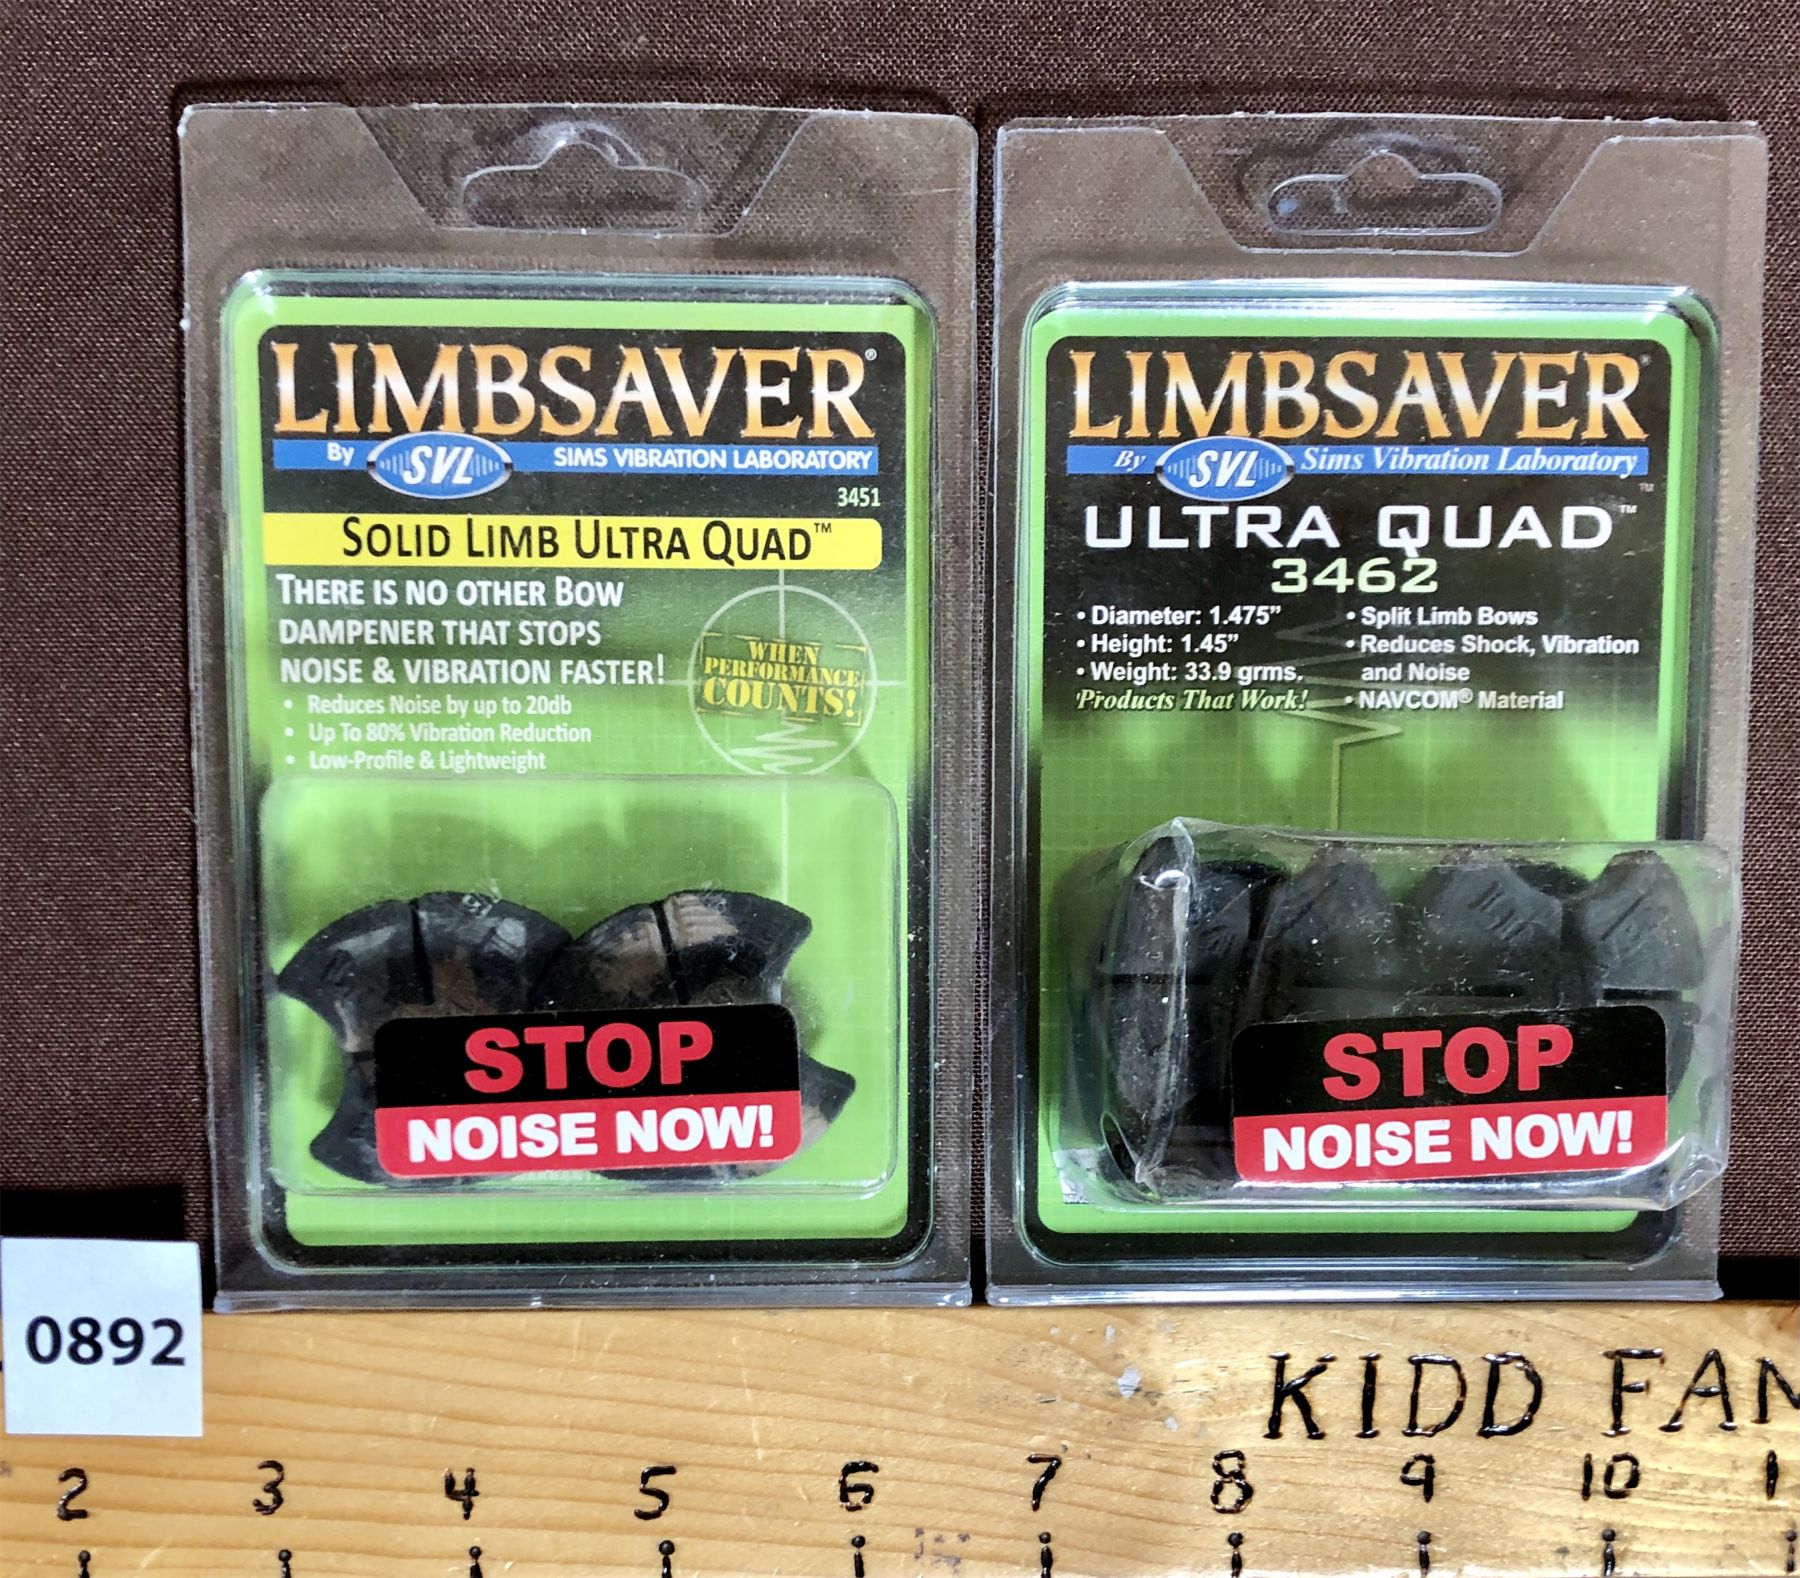 LIMBSAVER®
By SVL SIMS VIBRATION LABORATORY
3451
SOLID LIMB ULTRA QUAD™
THERE IS NO OTHER BOW
DAMPENER THAT STOPS
NOISE & VIBRATION FASTER!
• Reduces Noise by up to 20db
• Up To 80% Vibration Reduction
• Low-Profile & Lightweight
WHEN
PERFORMANCE
COUNTS!
STOP
NOISE NOW!
LIMBSAVER®
By SVL Sims Vibration Laboratory
™
ULTRA QUAD™
3462
• Diameter: 1.475”
• Height: 1.45”
• Weight: 33.9 grms.
Products That Work!
• Split Limb Bows
• Reduces Shock, Vibration
and Noise
• NAVCOM® Material
STOP
NOISE NOW!
0892
KIDD FAM
2 3 4 5 6 7 8 9 10 1